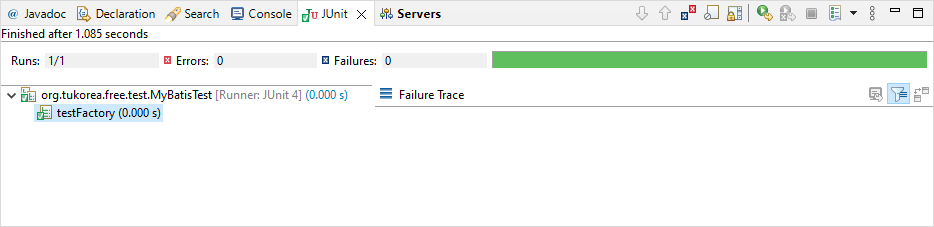 @ Javadoc Declaration Search Console JUnit Servers
Finished after 1.085 seconds
Runs: 1/1 Errors: 0 Failures: 0
org.tukorea.free.test.MyBatisTest [Runner: JUnit 4] (0.000 s) Failure Trace
testFactory (0.000 s)